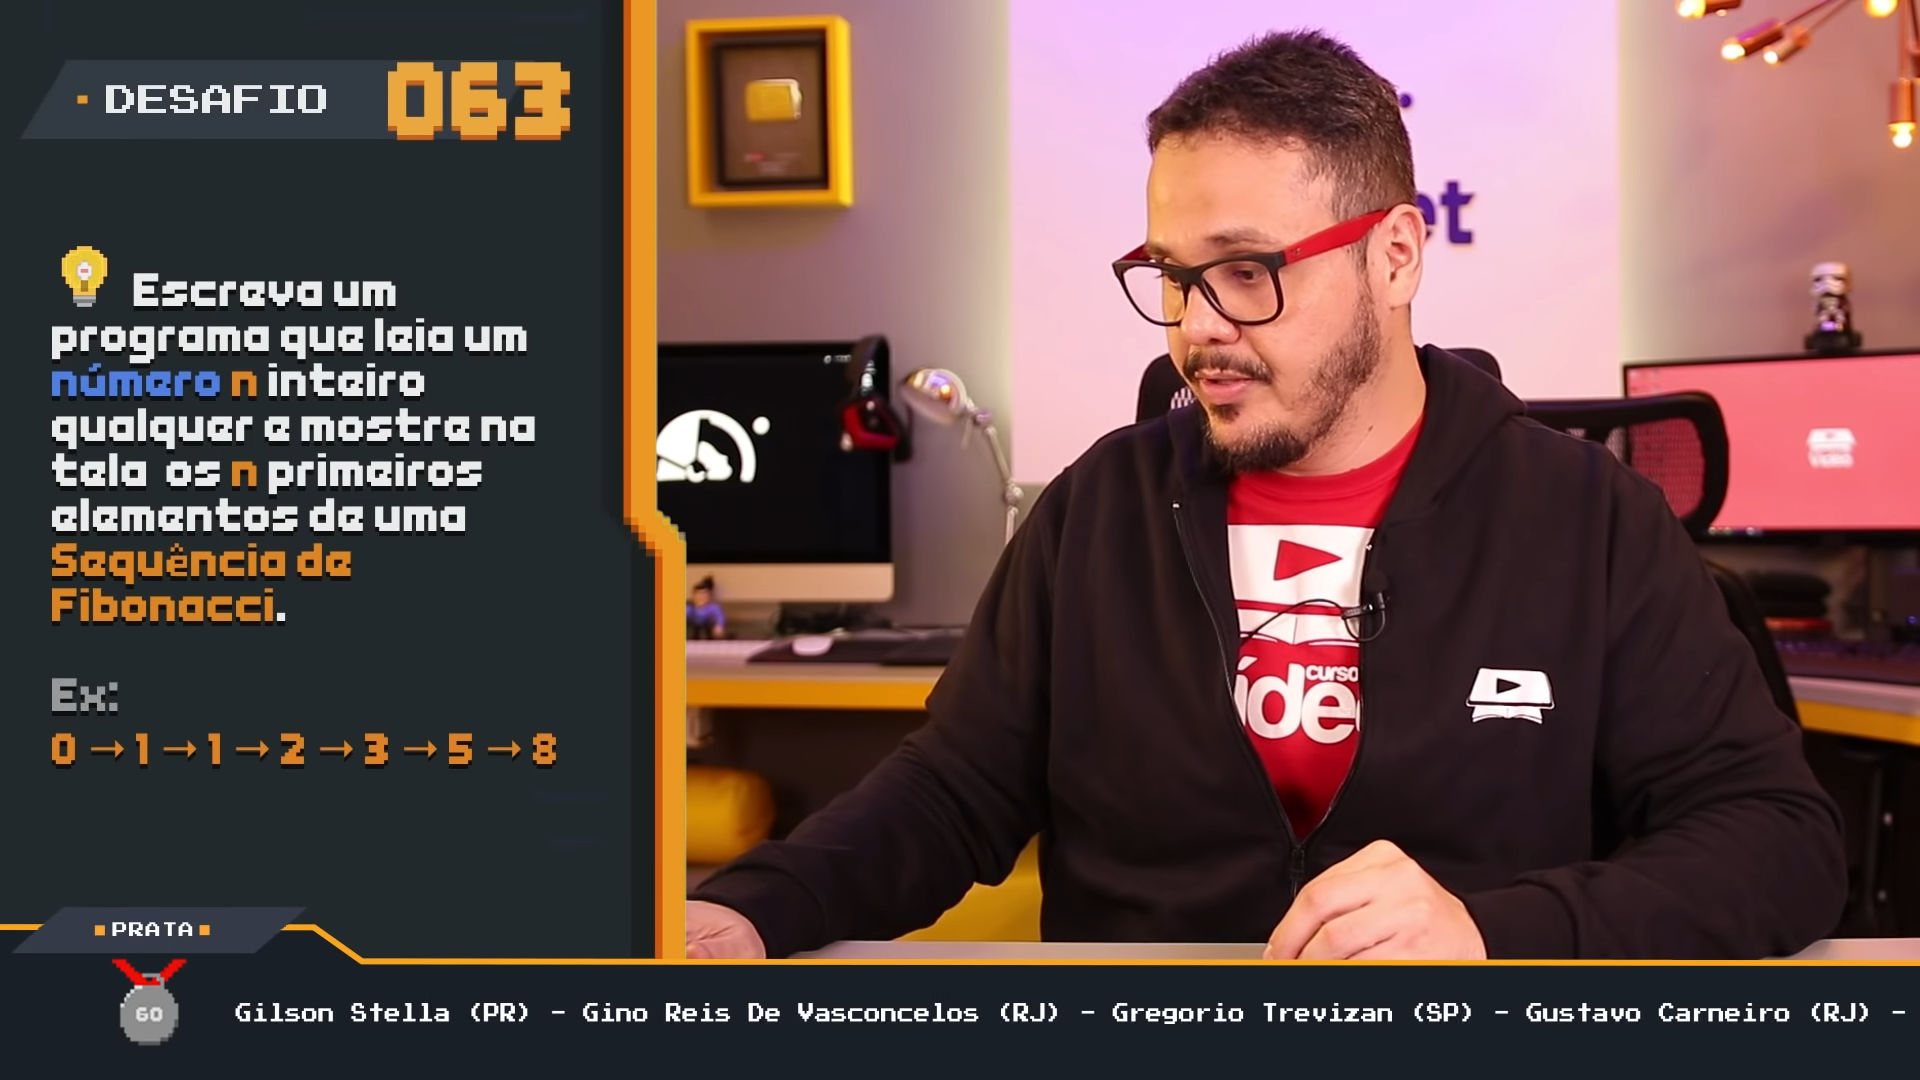 DESAFIO 063
Escreva um
programa que leia um
número n inteiro
qualquer e mostre na
tela os n primeiros
elementos de uma
Sequência de
Fibonacci.
Ex:
0 → 1 → 1 → 2 → 3 → 5 → 8
et
curso
ídeo
PRATA
60
Gilson Stella (PR) - Gino Reis De Vasconcelos (RJ) - Gregorio Trevizan (SP) - Gustavo Carneiro (RJ) -